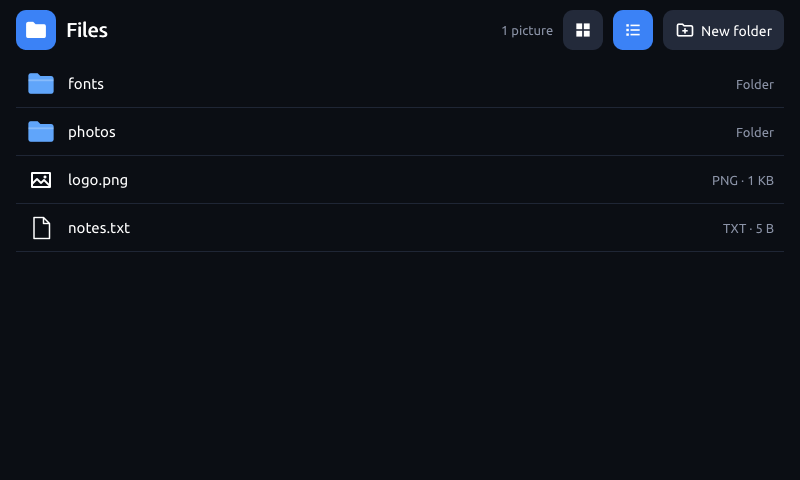 Files
1 picture
New folder
fonts
Folder
photos
Folder
logo.png
PNG · 1 KB
notes.txt
TXT · 5 B